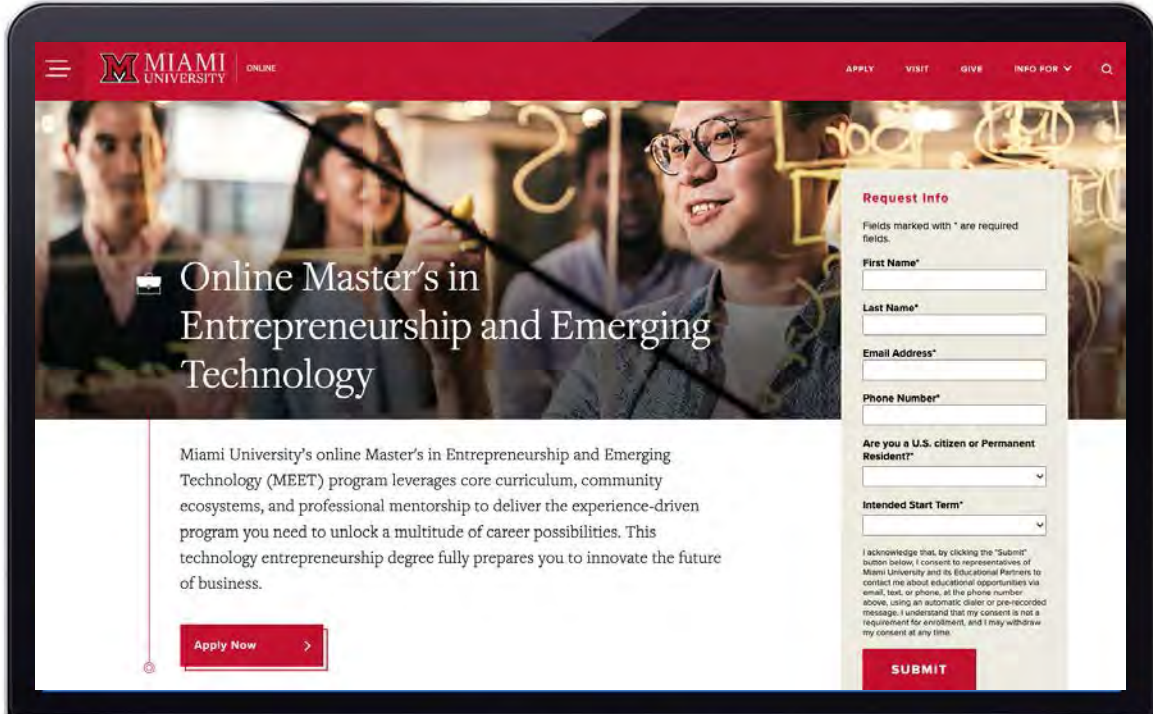 MIAMI
UNIVERSITY
ONLINE
APPLY
VISIT
GIVE
INFO FOR
Online Master's in
Entrepreneurship and Emerging
Technology
Miami University's online Master's in Entrepreneurship and Emerging
Technology (MEET) program leverages core curriculum, community
ecosystems, and professional mentorship to deliver the experience-driven
program you need to unlock a multitude of career possibilities. This
technology entrepreneurship degree fully prepares you to innovate the future
of business.
Apply Now
Request Info
Fields marked with * are required
fields.
First Name*
Last Name*
Email Address*
Phone Number*
Are you a U.S. citizen or Permanent
Resident?*
Intended Start Term*
I acknowledge that, by clicking the "Submit"
button below, I consent to representatives of
Miami University and its Educational Partners to
contact me about educational opportunities via
email, text, or phone, at the phone number
above, using an automatic dialer or pre-recorded
message. I understand that my consent is not a
requirement for enrollment, and I may withdraw
my consent at any time.
SUBMIT